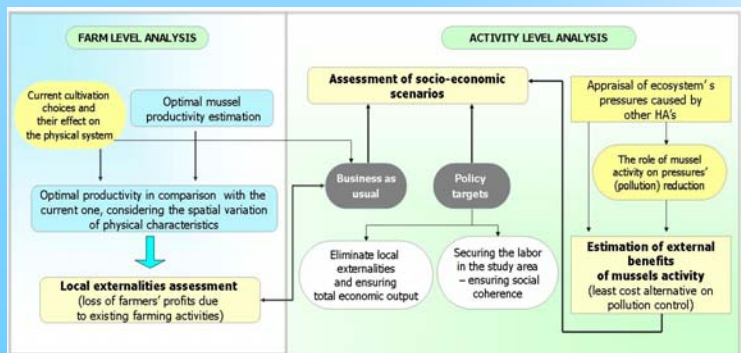 FARM LEVEL ANALYSIS
Current cultivation
choices and
their effect on
the physical system
Optimal mussel
productivity estimation
Optimal productivity in comparison with the
current one, considering the spatial variation
of physical characteristics
Local externalities assessment
(loss of farmers' profits due
to existing farming activities)
ACTIVITY LEVEL ANALYSIS
Assessment of socio-economic
scenarios
Business as
usual
Policy
targets
Eliminate local
externalities
and ensuring
total economic
output
Securing the labor
in the study area
– ensuring social
coherence
Appraisal of ecosystem's
pressures caused by
other HA's
The role of mussel
activity on pressures'
(pollution) reduction
Estimation of external
benefits
of mussels activity
(least cost alternative on
pollution control)